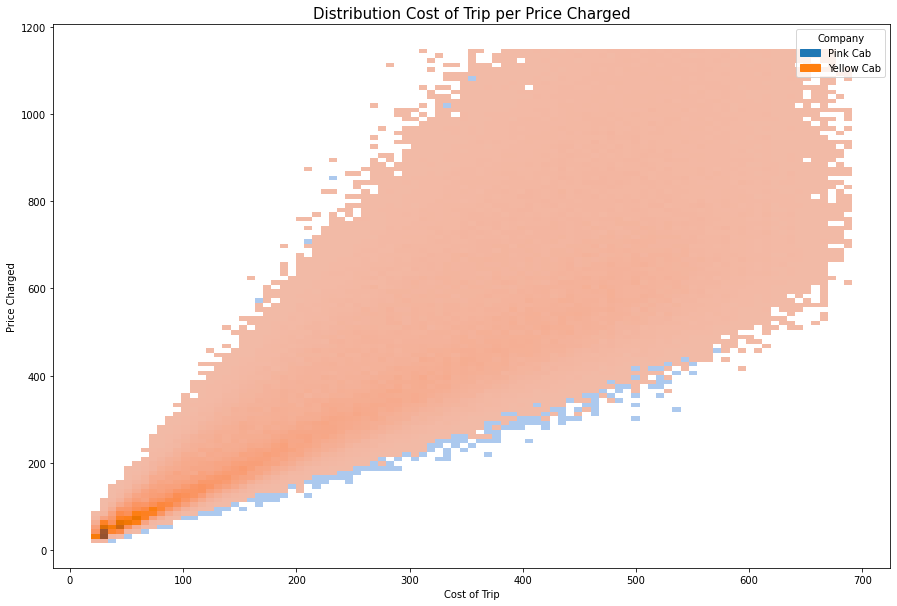 Distribution Cost of Trip per Price Charged
1200
1000
800
600
400
200
0
Price Charged
Company
Pink Cab
Yellow Cab
0 100 200 300 400 500 600 700
Cost of Trip